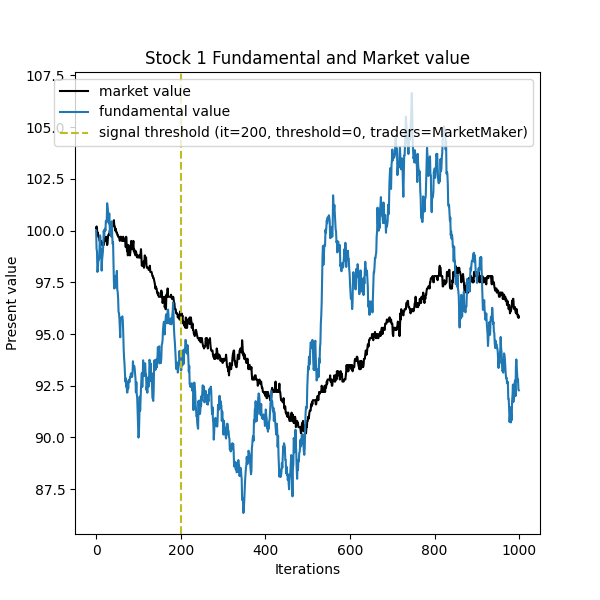 Stock 1 Fundamental and Market value
market value
fundamental value
signal threshold (it=200, threshold=0, traders=MarketMaker)
107.5
105.0
102.5
100.0
97.5
95.0
92.5
90.0
87.5
Present value
0 200 400 600 800 1000
Iterations